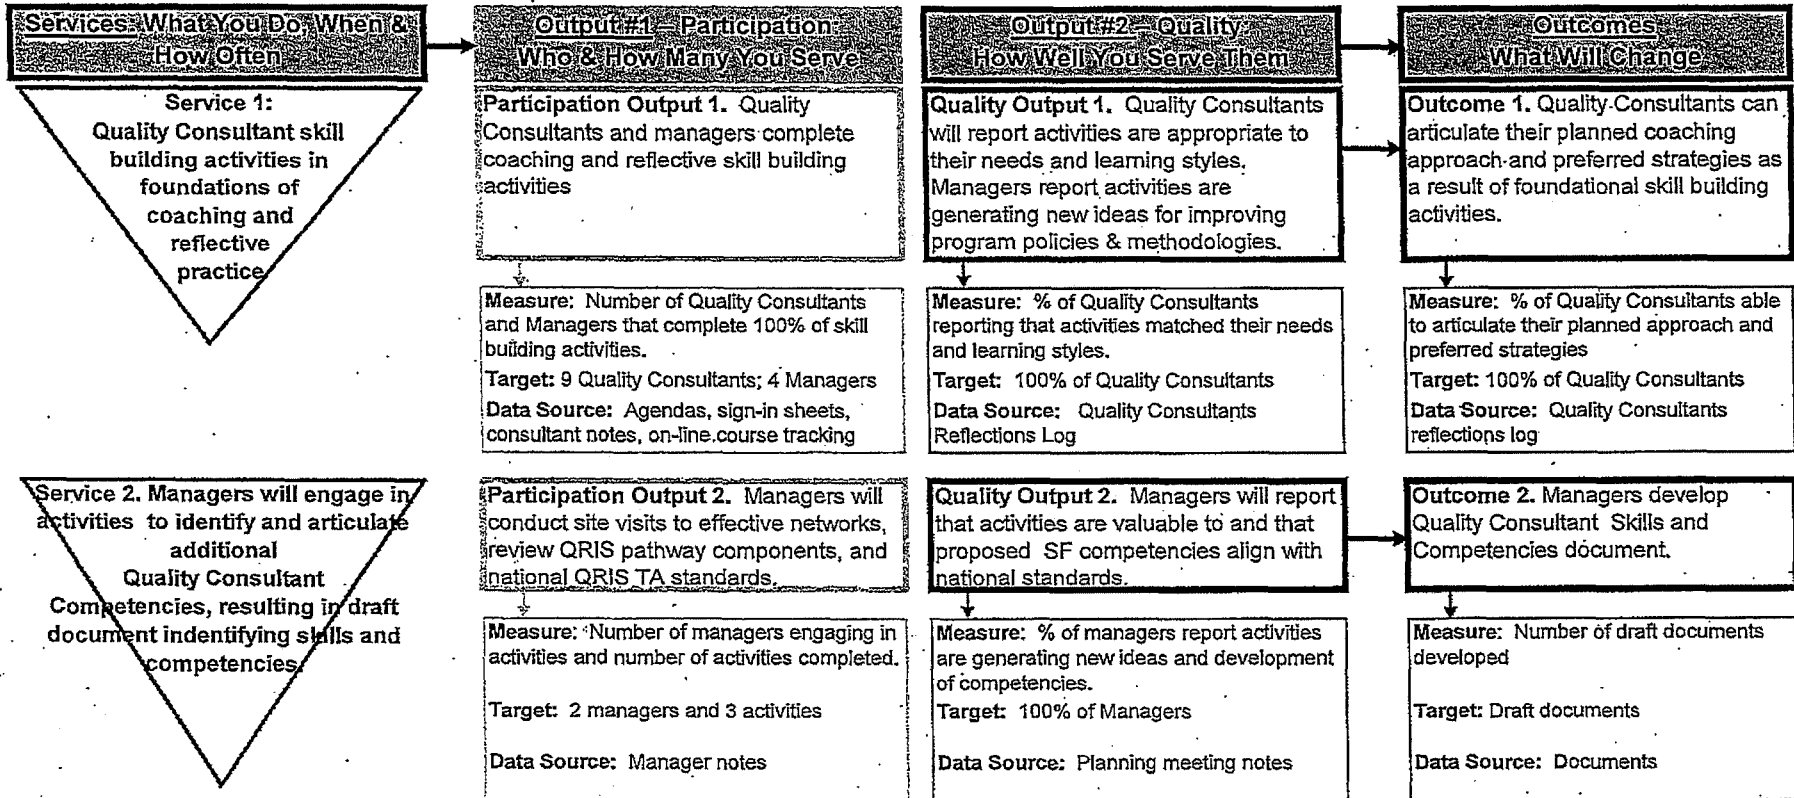 Services: What You Do, When &
How Often
Output #1 – Participation
Who & How Many You Serve
Output #2 – Quality
How Well You Serve Them
Outcomes
What Will Change
Service 1:
Quality Consultant skill
building activities in
foundations of
coaching and
reflective
practice
Participation Output 1. Quality
Consultants and managers complete
coaching and reflective skill building
activities
Quality Output 1. Quality Consultants
will report activities are appropriate to
their needs and learning styles.
Managers report activities are
generating new ideas for improving
program policies & methodologies.
Outcome 1. Quality Consultants can
articulate their planned coaching
approach and preferred strategies as
a result of foundational skill building
activities.
Measure: Number of Quality Consultants
and Managers that complete 100% of skill
building activities.
Target: 9 Quality Consultants; 4 Managers
Data Source: Agendas, sign-in sheets,
consultant notes, on-line course tracking
Measure: % of Quality Consultants
reporting that activities matched their needs
and learning styles.
Target: 100% of Quality Consultants
Data Source: Quality Consultants
Reflections Log
Measure: % of Quality Consultants able
to articulate their planned approach and
preferred strategies
Target: 100% of Quality Consultants
Data Source: Quality Consultants
reflections log
Service 2. Managers will engage in
activities to identify and articulate
additional
Quality Consultant
Competencies, resulting in draft
document indentifying skills and
competencies.
Participation Output 2. Managers will
conduct site visits to effective networks,
review QRIS pathway components, and
national QRIS TA standards.
Quality Output 2. Managers will report
that activities are valuable to and that
proposed SF competencies align with
national standards.
Outcome 2. Managers develop
Quality Consultant Skills and
Competencies document.
Measure: Number of managers engaging in
activities and number of activities completed.
Target: 2 managers and 3 activities
Data Source: Manager notes
Measure: % of managers report activities
are generating new ideas and development
of competencies.
Target: 100% of Managers
Data Source: Planning meeting notes
Measure: Number of draft documents
developed
Target: Draft documents
Data Source: Documents